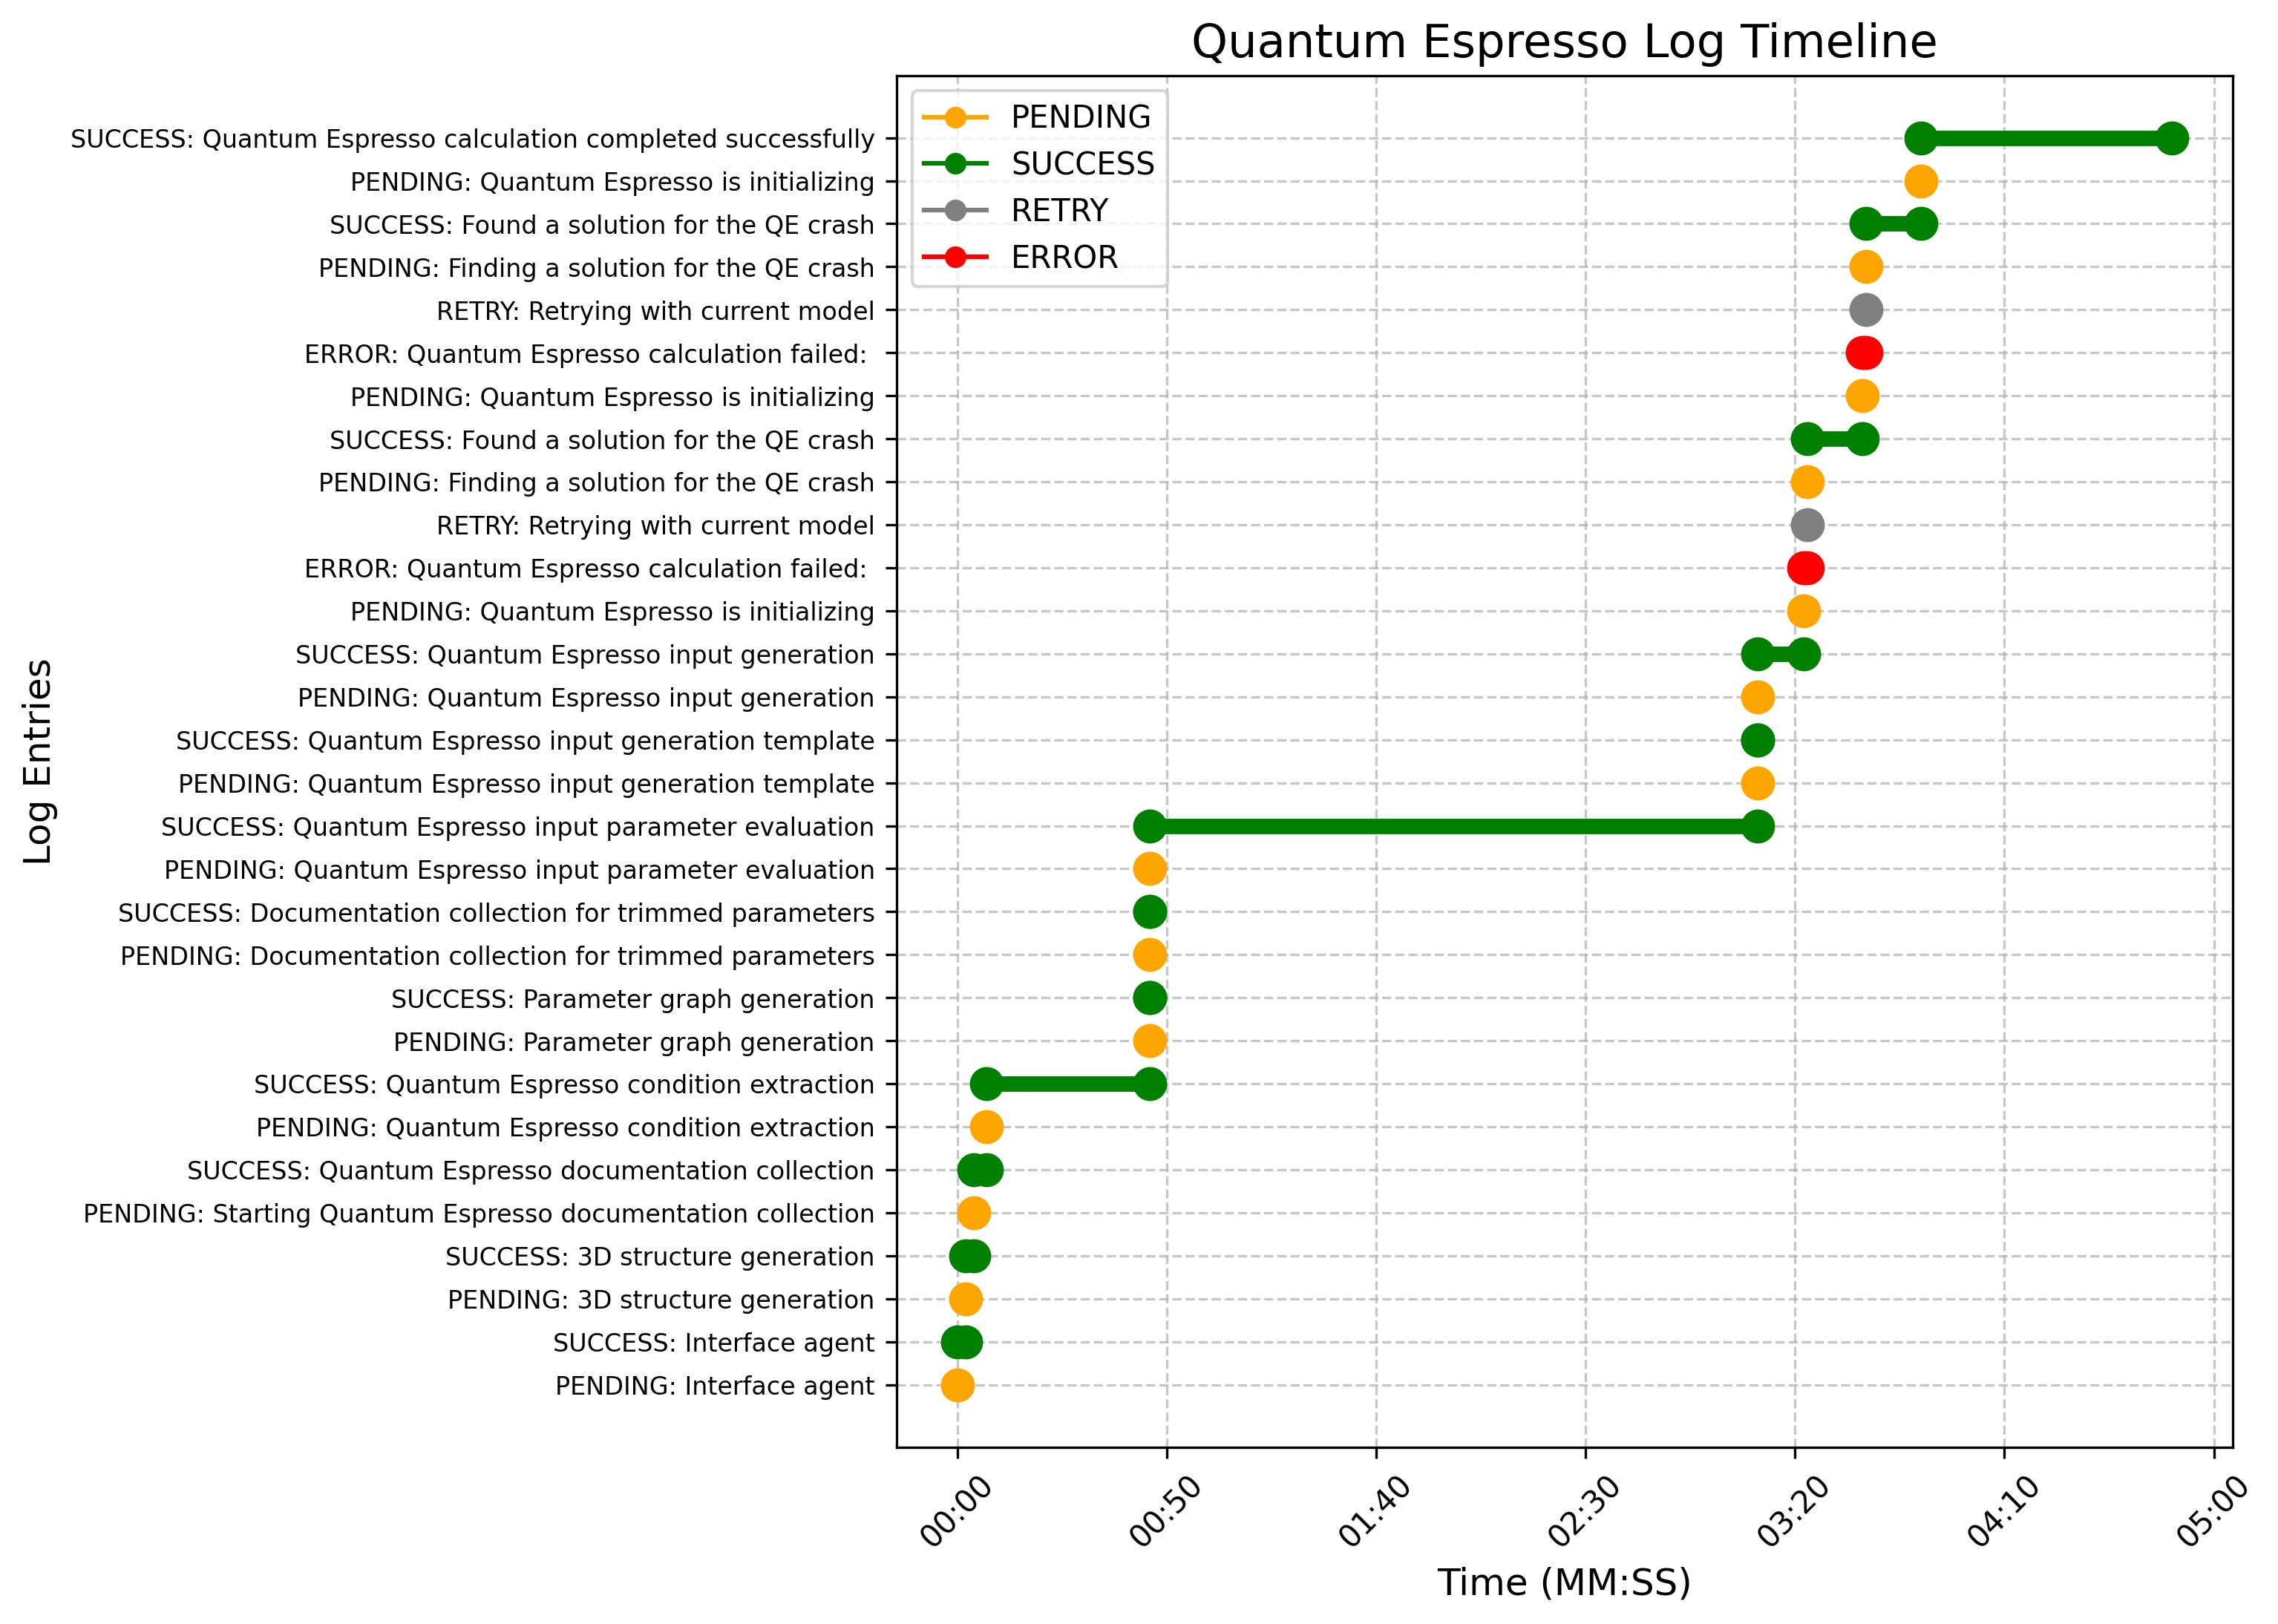 Quantum Espresso Log Timeline
PENDING
SUCCESS
RETRY
ERROR
Log Entries
SUCCESS: Quantum Espresso calculation completed successfully
PENDING: Quantum Espresso is initializing
SUCCESS: Found a solution for the QE crash
PENDING: Finding a solution for the QE crash
RETRY: Retrying with current model
ERROR: Quantum Espresso calculation failed:
PENDING: Quantum Espresso is initializing
SUCCESS: Found a solution for the QE crash
PENDING: Finding a solution for the QE crash
RETRY: Retrying with current model
ERROR: Quantum Espresso calculation failed:
PENDING: Quantum Espresso is initializing
SUCCESS: Quantum Espresso input generation
PENDING: Quantum Espresso input generation
SUCCESS: Quantum Espresso input generation template
PENDING: Quantum Espresso input generation template
SUCCESS: Quantum Espresso input parameter evaluation
PENDING: Quantum Espresso input parameter evaluation
SUCCESS: Documentation collection for trimmed parameters
PENDING: Documentation collection for trimmed parameters
SUCCESS: Parameter graph generation
PENDING: Parameter graph generation
SUCCESS: Quantum Espresso condition extraction
PENDING: Quantum Espresso condition extraction
SUCCESS: Quantum Espresso documentation collection
PENDING: Starting Quantum Espresso documentation collection
SUCCESS: 3D structure generation
PENDING: 3D structure generation
SUCCESS: Interface agent
PENDING: Interface agent
00:00
00:50
01:40
02:30
03:20
04:10
05:00
Time (MM:SS)